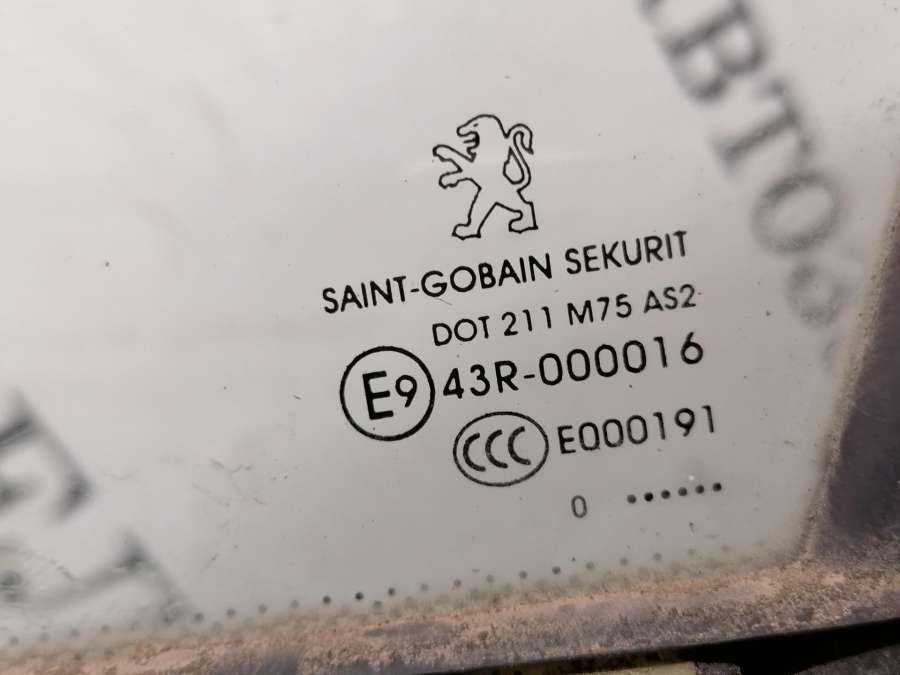 SAINT-GOBAIN SEKURIT
DOT 211 M75 AS2
E9 43R-000016
CCC E000191
0 ••••••